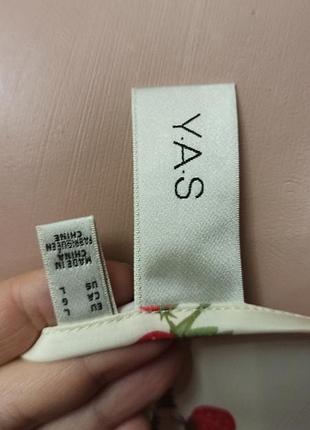 Y.A.S
EU L
CA G
US L
MADE IN
CHINA
FABRIQUÉ EN
CHINE